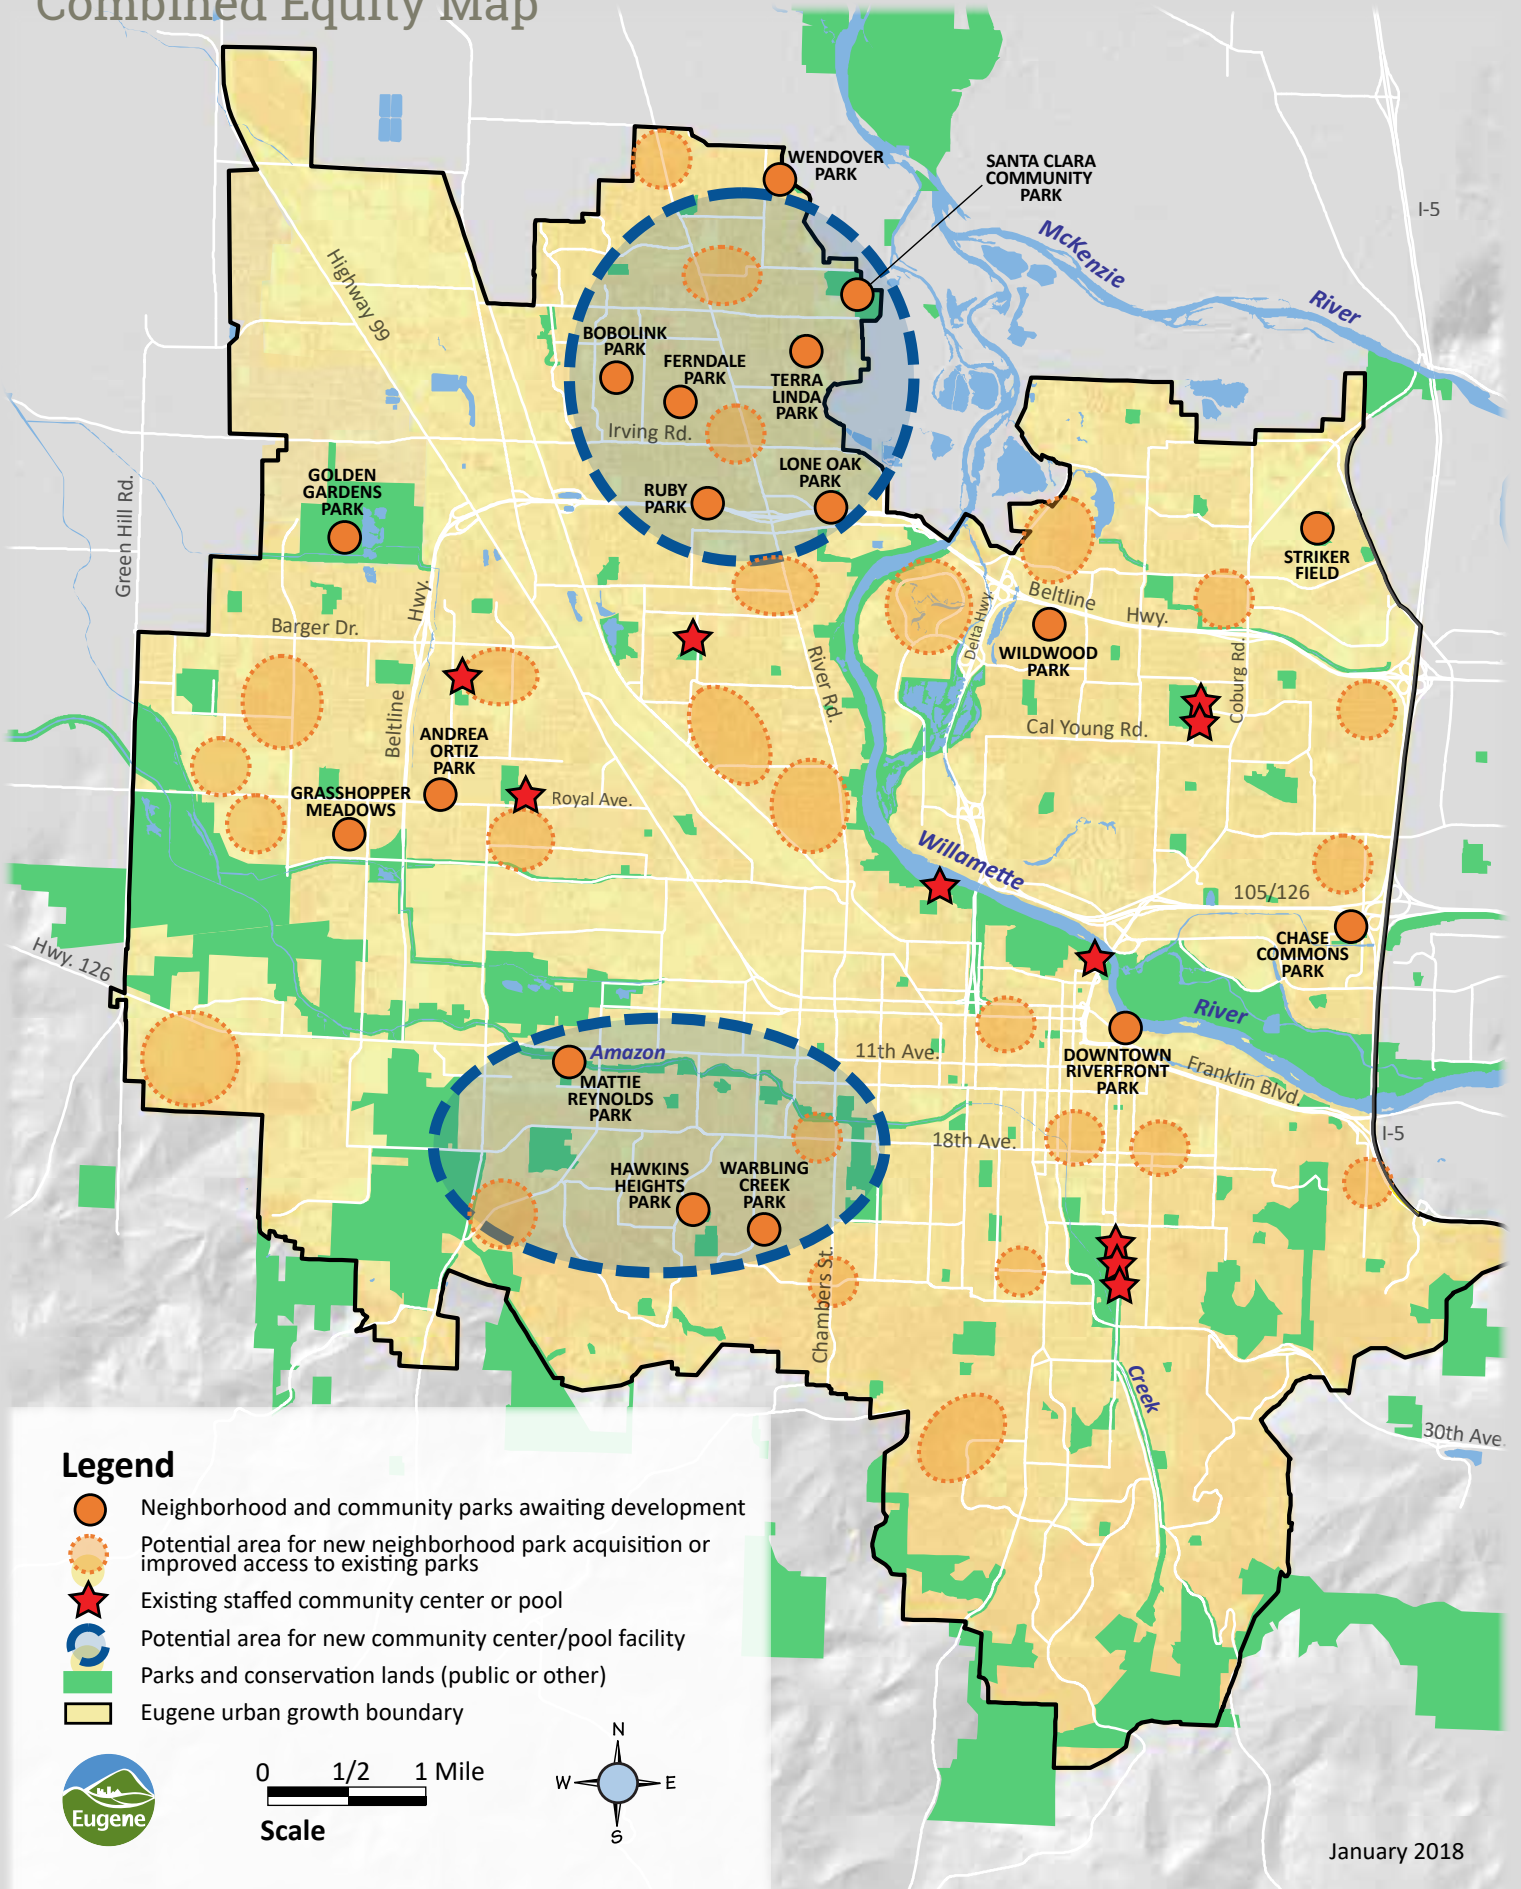 Combined Equity Map
WENDOVER
PARK
SANTA CLARA
COMMUNITY
PARK
I-5
McKenzie
River
Highway 99
BOBOLINK
PARK
FERNDALE
PARK
TERRA
LINDA
PARK
Irving Rd.
LONE OAK
PARK
RUBY
PARK
GOLDEN
GARDENS
PARK
Green Hill Rd.
STRIKER
FIELD
Beltline
Hwy.
Hwy.
Beltline
Barger Dr.
Delta Hwy.
WILDWOOD
PARK
River Rd.
Coburg Rd.
Cal Young Rd.
ANDREA
ORTIZ
PARK
GRASSHOPPER
MEADOWS
Royal Ave.
Willamette
105/126
CHASE
COMMONS
PARK
Hwy. 126
River
11th Ave.
DOWNTOWN
RIVERFRONT
PARK
Franklin Blvd.
Amazon
MATTIE
REYNOLDS
PARK
I-5
18th Ave.
HAWKINS
HEIGHTS
PARK
WARBLING
CREEK
PARK
Chambers St.
Creek
30th Ave.
Legend
Neighborhood and community parks awaiting development
Potential area for new neighborhood park acquisition or
improved access to existing parks
Existing staffed community center or pool
Potential area for new community center/pool facility
Parks and conservation lands (public or other)
Eugene urban growth boundary
Eugene
0 1/2 1 Mile
Scale
N
W E
S
January 2018